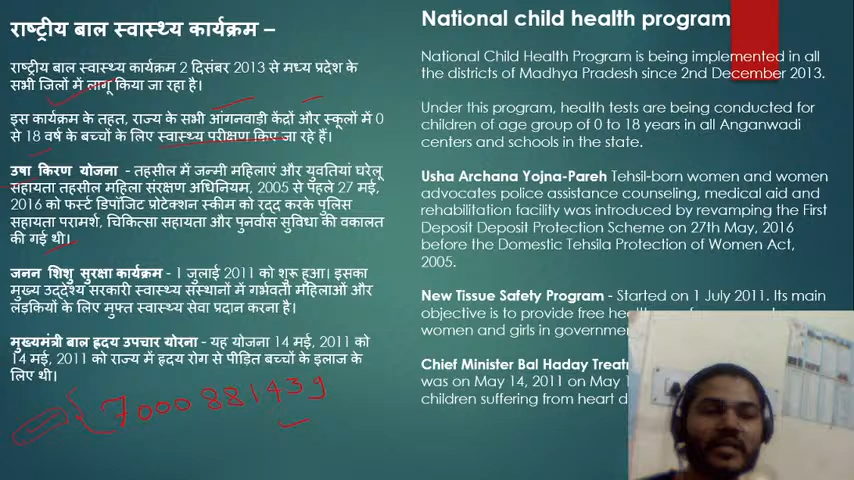 राष्ट्रीय बाल स्वास्थ्य कार्यक्रम –
राष्ट्रीय बाल स्वास्थ्य कार्यक्रम 2 दिसंबर 2013 से मध्य प्रदेश के
सभी जिलों में लागू किया जा रहा है।
इस कार्यक्रम के तहत, राज्य के सभी आंगनवाड़ी केंद्रों और स्कूलों में 0
से 18 वर्ष के बच्चों के लिए स्वास्थ्य परीक्षण किए जा रहे हैं।
उषा किरण योजना - तहसील में जन्मी महिलाएं और युवतियां घरेलू
सहायता तहसील महिला संरक्षण अधिनियम, 2005 से पहले 27 मई,
2016 को फर्स्ट डिपॉजिट प्रोटेक्शन स्कीम को रद्द करके पुलिस
सहायता परामर्श, चिकित्सा सहायता और पुनर्वास सुविधा की वकालत
की गई थी।
जनन शिशु सुरक्षा कार्यक्रम - 1 जुलाई 2011 को शुरू हुआ। इसका
मुख्य उद्देश्य सरकारी स्वास्थ्य संस्थानों में गर्भवती महिलाओं और
लड़कियों के लिए मुफ्त स्वास्थ्य सेवा प्रदान करना है।
मुख्यमंत्री बाल हृदय उपचार योरना - यह योजना 14 मई, 2011 को
14 मई, 2011 को राज्य में हृदय रोग से पीड़ित बच्चों के इलाज के
लिए थी।
7000881439
National child health program
National Child Health Program is being implemented in all
the districts of Madhya Pradesh since 2nd December 2013.
Under this program, health tests are being conducted for
children of age group of 0 to 18 years in all Anganwadi
centers and schools in the state.
Usha Archana Yojna-Pareh Tehsil-born women and women
advocates police assistance counseling, medical aid and
rehabilitation facility was introduced by revamping the First
Deposit Deposit Protection Scheme on 27th May, 2016
before the Domestic Tehsila Protection of Women Act,
2005.
New Tissue Safety Program - Started on 1 July 2011. Its main
objective is to provide free
women and girls in
Chief Minister Bal Haday
was on May 14, 2011 on May
children suffering from heart